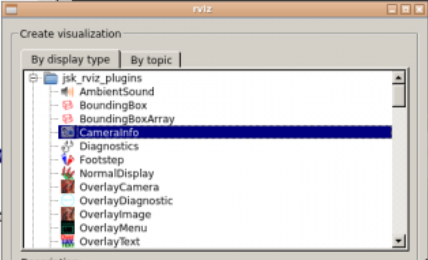 rviz
Create visualization
By display type
By topic
jsk_rviz_plugins
AmbientSound
BoundingBox
BoundingBoxArray
CameraInfo
Diagnostics
Footstep
NormalDisplay
OverlayCamera
OverlayDiagnostic
OverlayImage
OverlayMenu
OverlayText